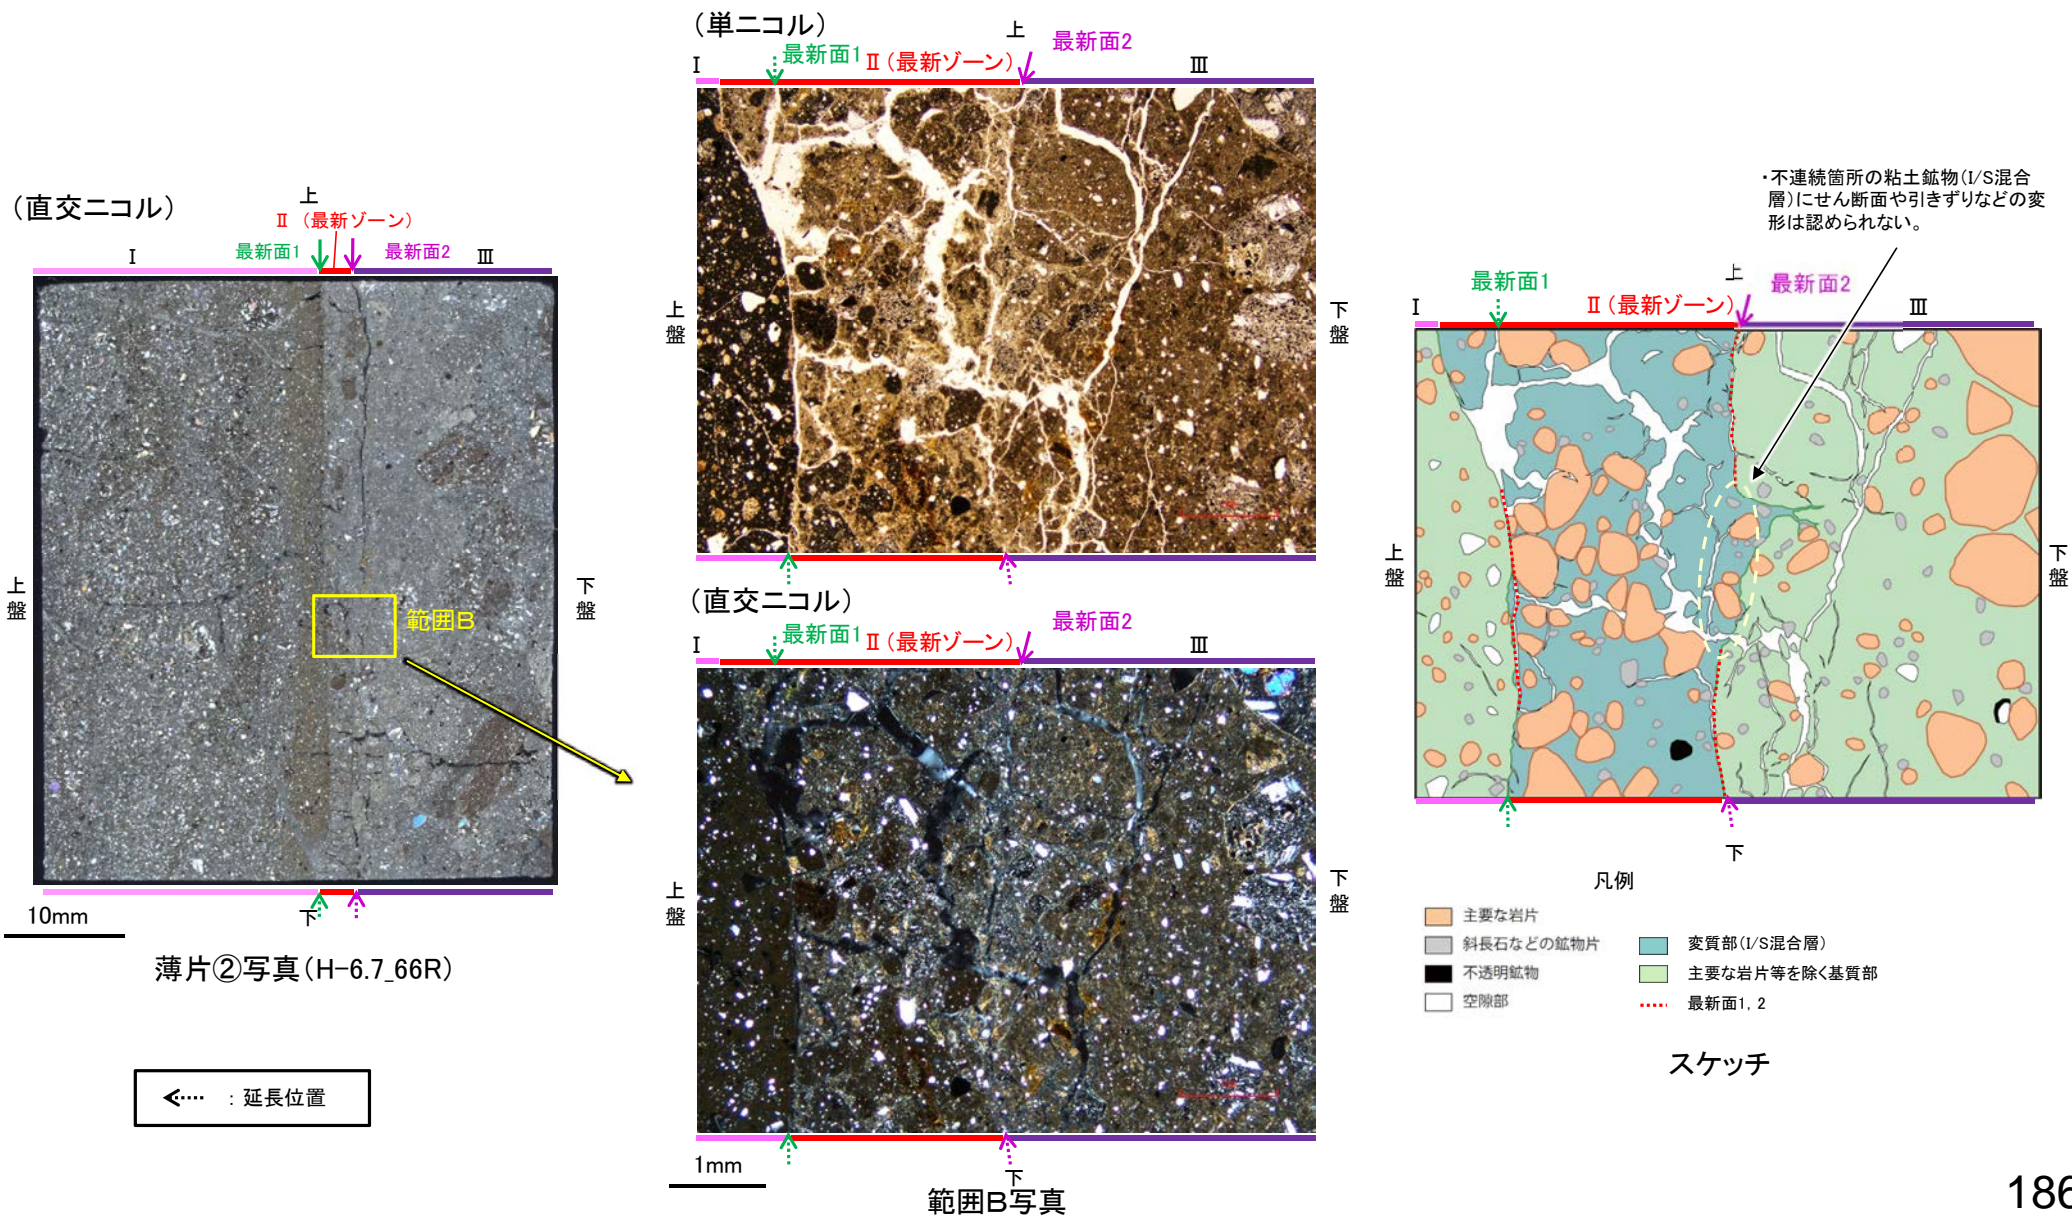 (直交ニコル)
上
Ⅱ (最新ゾーン)
最新面1
最新面2
Ⅰ
Ⅲ
上盤
下盤
範囲B
下
10mm
薄片②写真(H-6.7_66R)
:延長位置
(単ニコル)
上
最新面1
Ⅱ(最新ゾーン)
最新面2
Ⅰ
Ⅲ
上盤
下盤
(直交ニコル)
最新面1
Ⅱ(最新ゾーン)
最新面2
Ⅰ
Ⅲ
上盤
下盤
1mm
下
範囲B写真
・不連続箇所の粘土鉱物(I/S混合
層)にせん断面や引きずりなどの変
形は認められない。
上
最新面1
最新面2
Ⅰ
Ⅱ(最新ゾーン)
Ⅲ
上盤
下盤
下
凡例
主要な岩片
斜長石などの鉱物片
不透明鉱物
空隙部
変質部(I/S混合層)
主要な岩片等を除く基質部
最新面1, 2
スケッチ
186